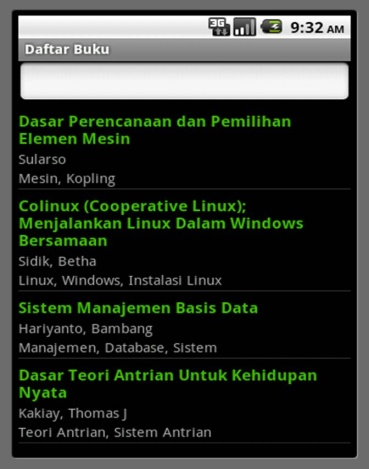 3G 9:32 AM
Daftar Buku
Dasar Perencanaan dan Pemilihan
Elemen Mesin
Sularso
Mesin, Kopling
Colinux (Cooperative Linux);
Menjalankan Linux Dalam Windows
Bersamaan
Sidik, Betha
Linux, Windows, Instalasi Linux
Sistem Manajemen Basis Data
Hariyanto, Bambang
Manajemen, Database, Sistem
Dasar Teori Antrian Untuk Kehidupan
Nyata
Kakiay, Thomas J
Teori Antrian, Sistem Antrian